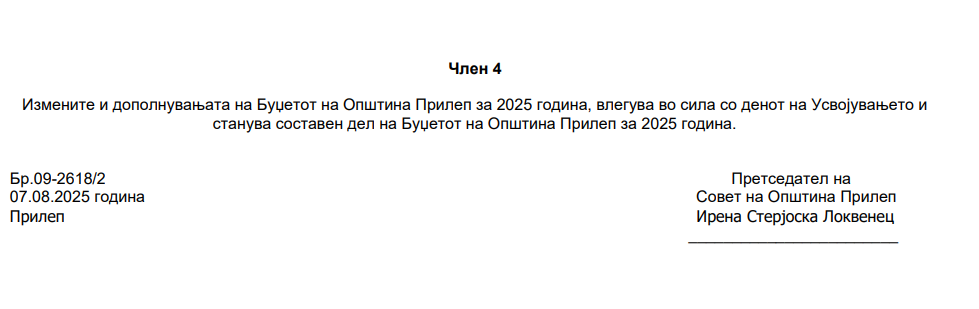 Член 4
Измените и дополнувањата на Буџетот на Општина Прилеп за 2025 година, влегува во сила со денот на Усвојувањето и
станува составен дел на Буџетот на Општина Прилеп за 2025 година.
Бр.09-2618/2
07.08.2025 година
Прилеп
Претседател на
Совет на Општина Прилеп
Ирена Стерјоска Локвенец